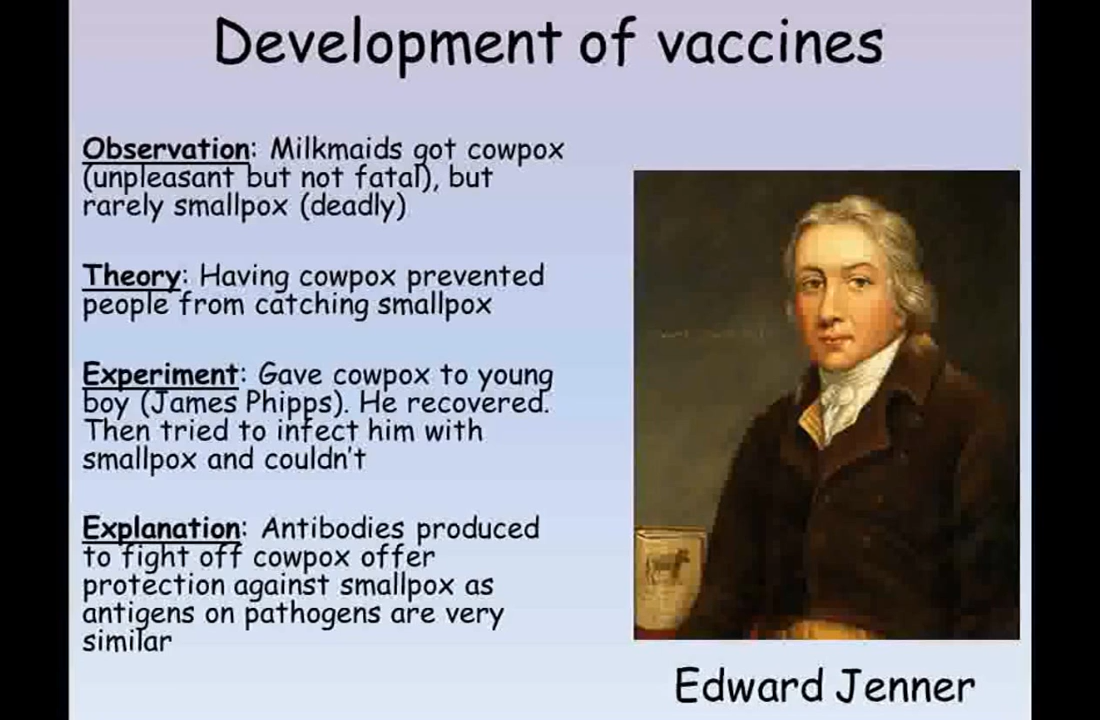 Development of vaccines
Observation: Milkmaids got cowpox
(unpleasant but not fatal), but
rarely smallpox (deadly)
Theory: Having cowpox prevented
people from catching smallpox
Experiment: Gave cowpox to young
boy (James Phipps). He recovered.
Then tried to infect him with
smallpox and couldn't
Explanation: Antibodies produced
to fight off cowpox offer
protection against smallpox as
antigens on pathogens are very
similar
Edward Jenner